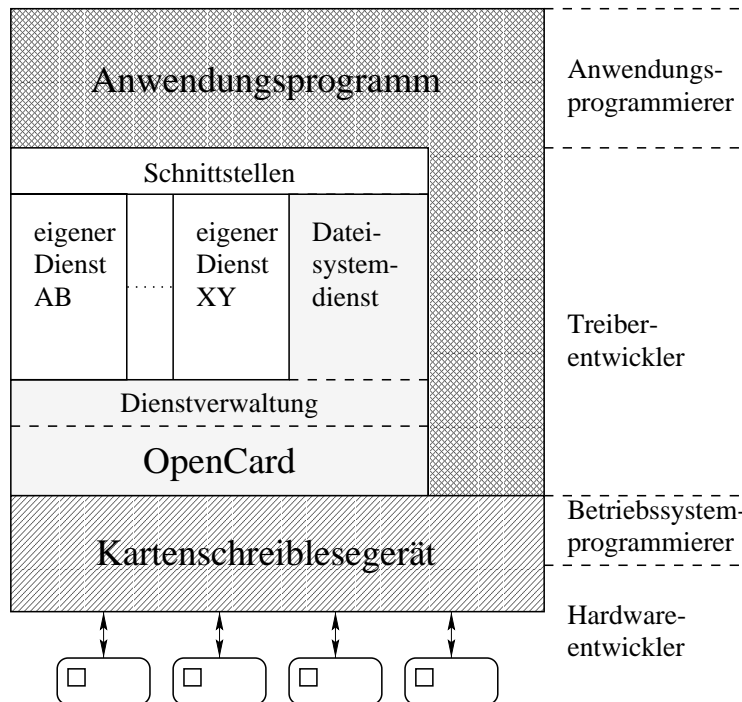 Anwendungsprogramm
Anwendungs-
programmierer
Schnittstellen
eigener
Dienst
AB
eigener
Dienst
XY
Datei-
system-
dienst
Treiber-
entwickler
Dienstverwaltung
OpenCard
Kartenschreiblesegerät
Betriebssystem-
programmierer
Hardware-
entwickler